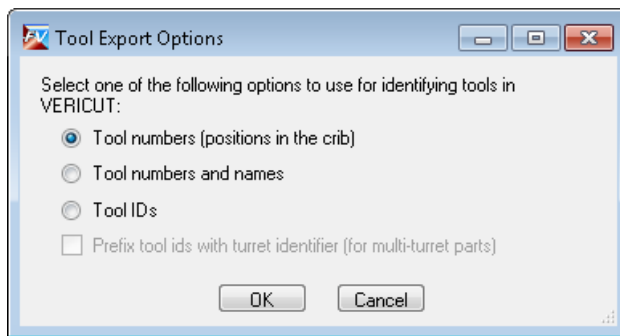 Tool Export Options
Select one of the following options to use for identifying tools in
VERICUT:
Tool numbers (positions in the crib)
Tool numbers and names
Tool IDs
Prefix tool ids with turret identifier (for multi-turret parts)
OK
Cancel